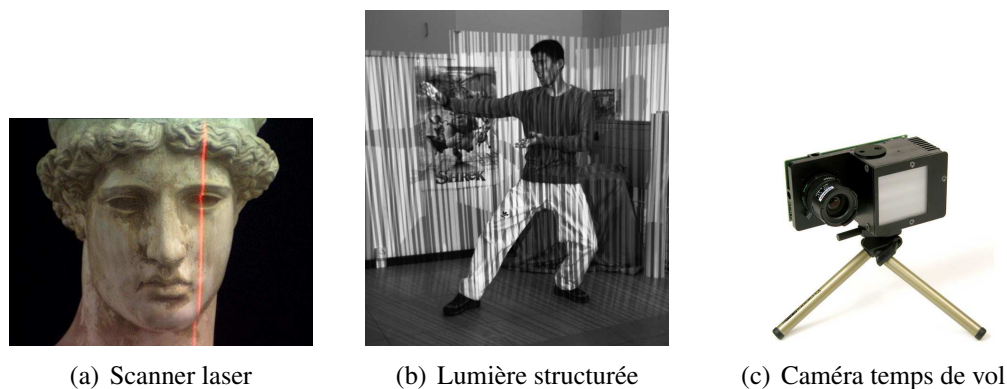 SHREK
(a) Scanner laser
(b) Lumière structurée
(c) Caméra temps de vol